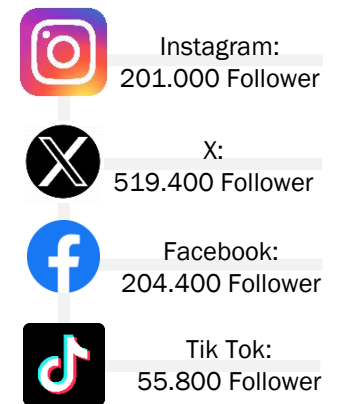 Instagram:
201.000 Follower
X:
519.400 Follower
Facebook:
204.400 Follower
Tik Tok:
55.800 Follower